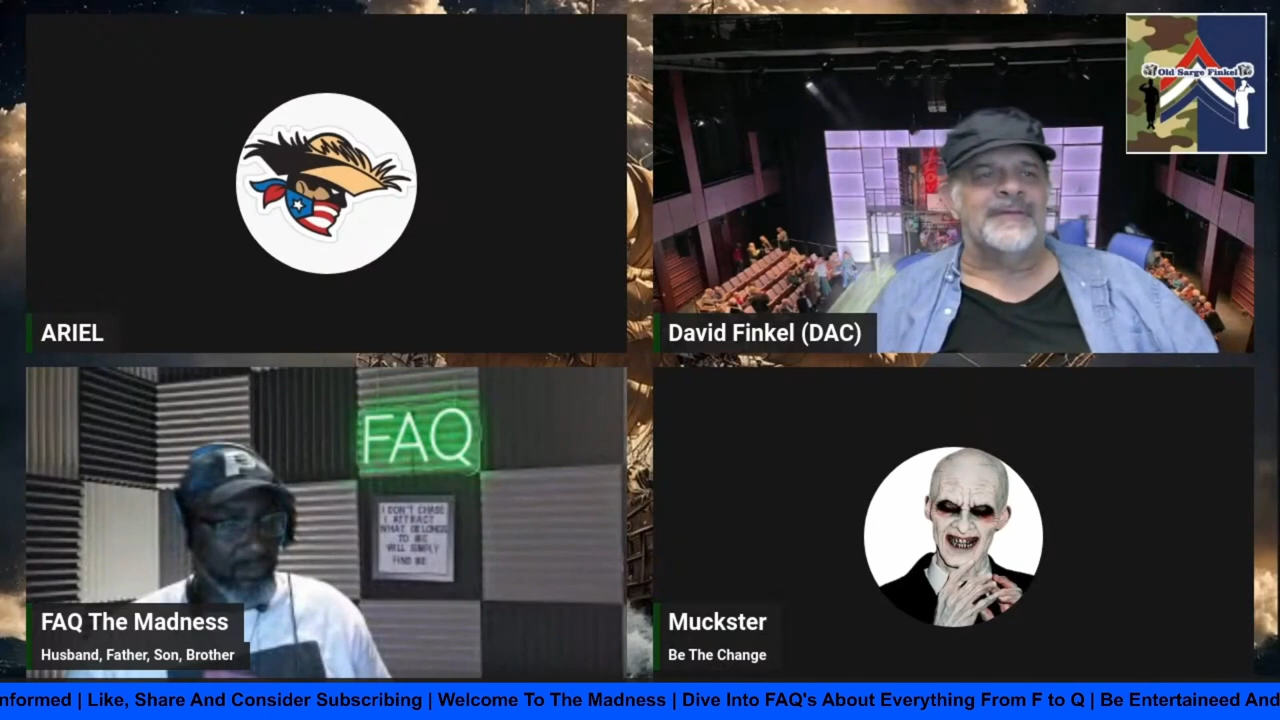 Old Sarge Finkel
ARIEL
David Finkel (DAC)
FAQ
I DON'T CHASE
I ATTRACT
WHAT BELONGS
TO ME
WILL SIMPLY
FIND ME
FAQ The Madness
Husband, Father, Son, Brother
Muckster
Be The Change
nformed | Like, Share And Consider Subscribing | Welcome To The Madness | Dive Into FAQ's About Everything From F to Q | Be Entertaineed And